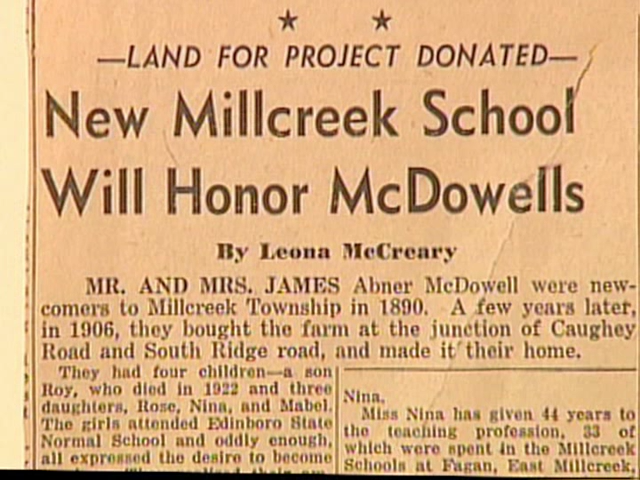 —LAND FOR PROJECT DONATED—
New Millcreek School
Will Honor McDowells
By Leona McCreary
MR. AND MRS. JAMES Abner McDowell were new-
comers to Millcreek Township in 1890. A few years later,
in 1906, they bought the farm at the junction of Caughey
Road and South Ridge road, and made it their home.
They had four children—a son
Roy, who died in 1922 and three
daughters, Rose, Nina, and Mabel.
The girls attended Edinboro State
Normal School and oddly enough,
all expressed the desire to become
Nina.
Miss Nina has given 44 years to
the teaching profession, 33 of
which were spent in the Millcreek
Schools at Fagan, East Millcreek,